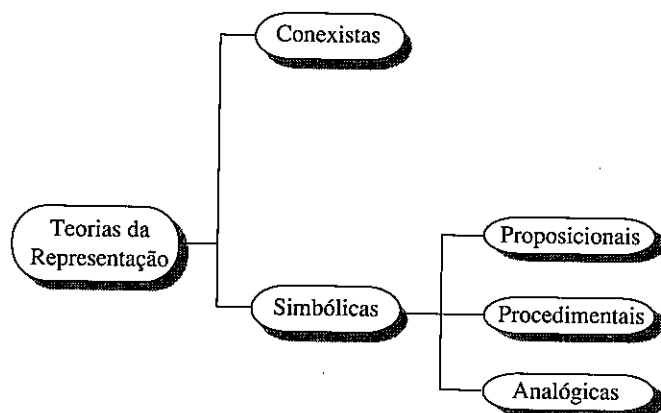 Conexistas
Teorias da
Representação
Simbólicas
Proposicionais
Procedimentais
Analógicas